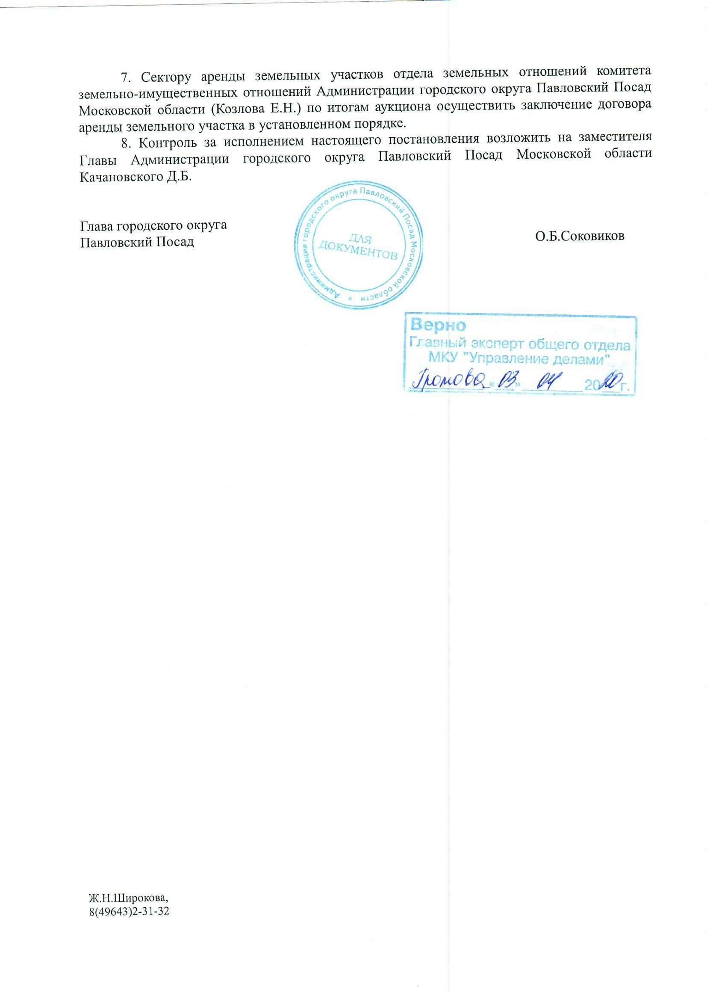 7. Сектору аренды земельных участков отдела земельных отношений комитета
земельно-имущественных отношений Администрации городского округа Павловский Посад
Московской области (Козлова Е.Н.) по итогам аукциона осуществить заключение договора
аренды земельного участка в установленном порядке.
8. Контроль за исполнением настоящего постановления возложить на заместителя
Главы Администрации городского округа Павловский Посад Московской области
Качановского Д.Б.
Глава городского округа
Павловский Посад
О.Б.Соковиков
Администрация городского округа Павловский Посад Московской области *
ДЛЯ
ДОКУМЕНТОВ
Верно
Главный эксперт общего отдела
МКУ "Управление делами"
Громова «03» 04 2020 г.
Ж.Н.Широкова,
8(49643)2-31-32